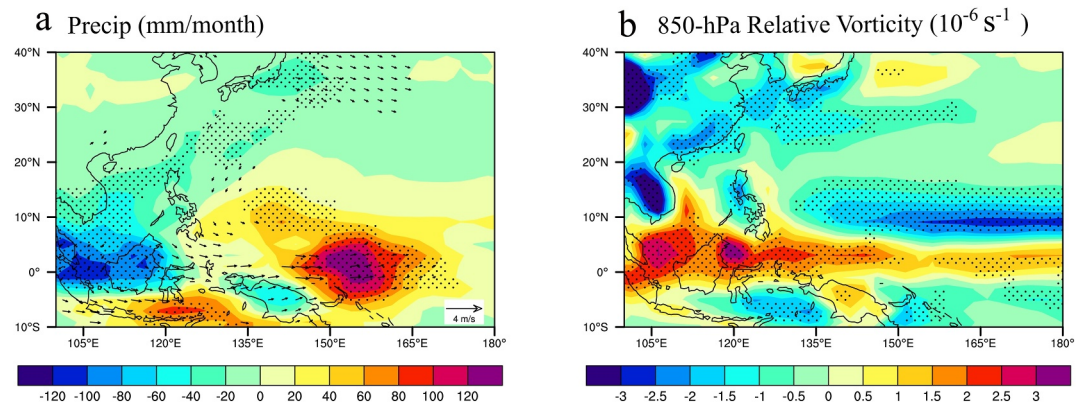 a Precip (mm/month)
40°N
30°N
20°N
10°N
0°
10°S
105°E
120°E
135°E
150°E
165°E
180°
4 m/s
-120 -100 -80 -60 -40 -20 0 20 40 60 80 100 120
b 850-hPa Relative Vorticity (10⁻⁶ s⁻¹)
40°N
30°N
20°N
10°N
0°
10°S
105°E
120°E
135°E
150°E
165°E
180°
-3 -2.5 -2 -1.5 -1 -0.5 0 0.5 1 1.5 2 2.5 3